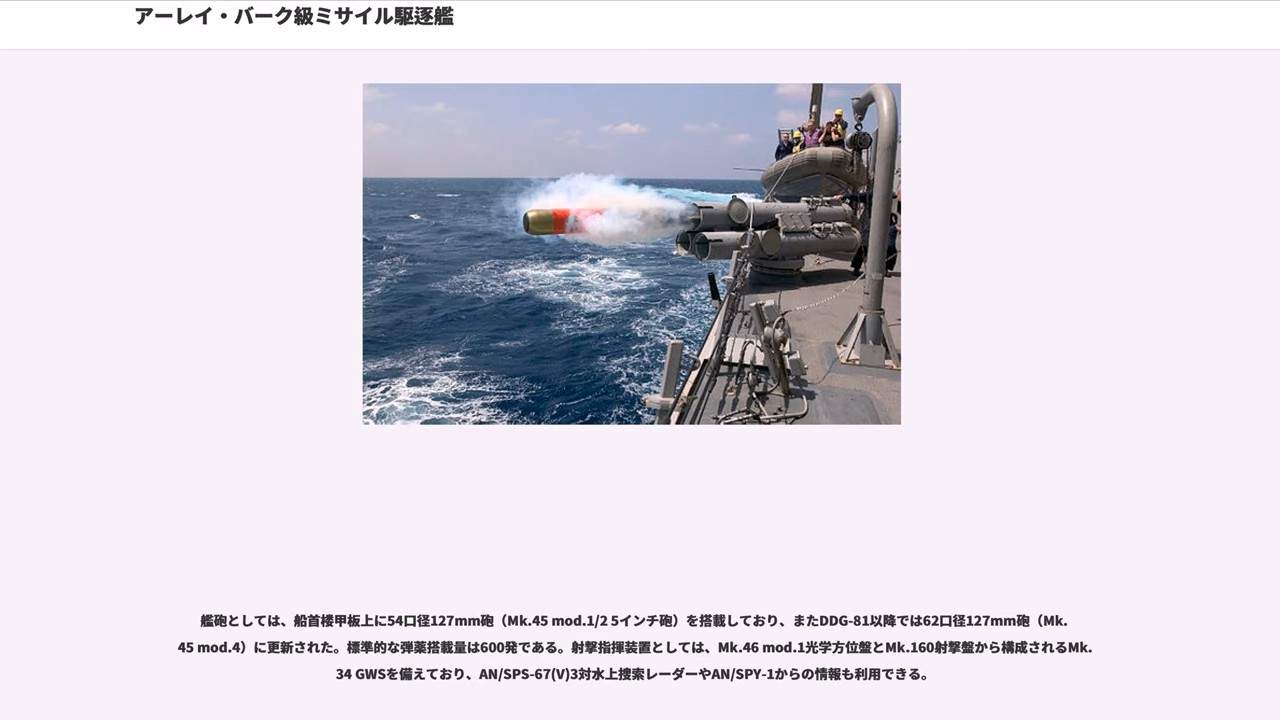 アーレイ・バーク級ミサイル駆逐艦
艦砲としては、船首楼甲板上に54口径127mm砲（Mk.45 mod.1/2 5インチ砲）を搭載しており、またDDG-81以降では62口径127mm砲（Mk.
45 mod.4）に更新された。標準的な弾薬搭載量は600発である。射撃指揮装置としては、Mk.46 mod.1光学方位盤とMk.160射撃盤から構成されるMk.
34 GWSを備えており、AN/SPS-67(V)3対水上捜索レーダーやAN/SPY-1からの情報も利用できる。